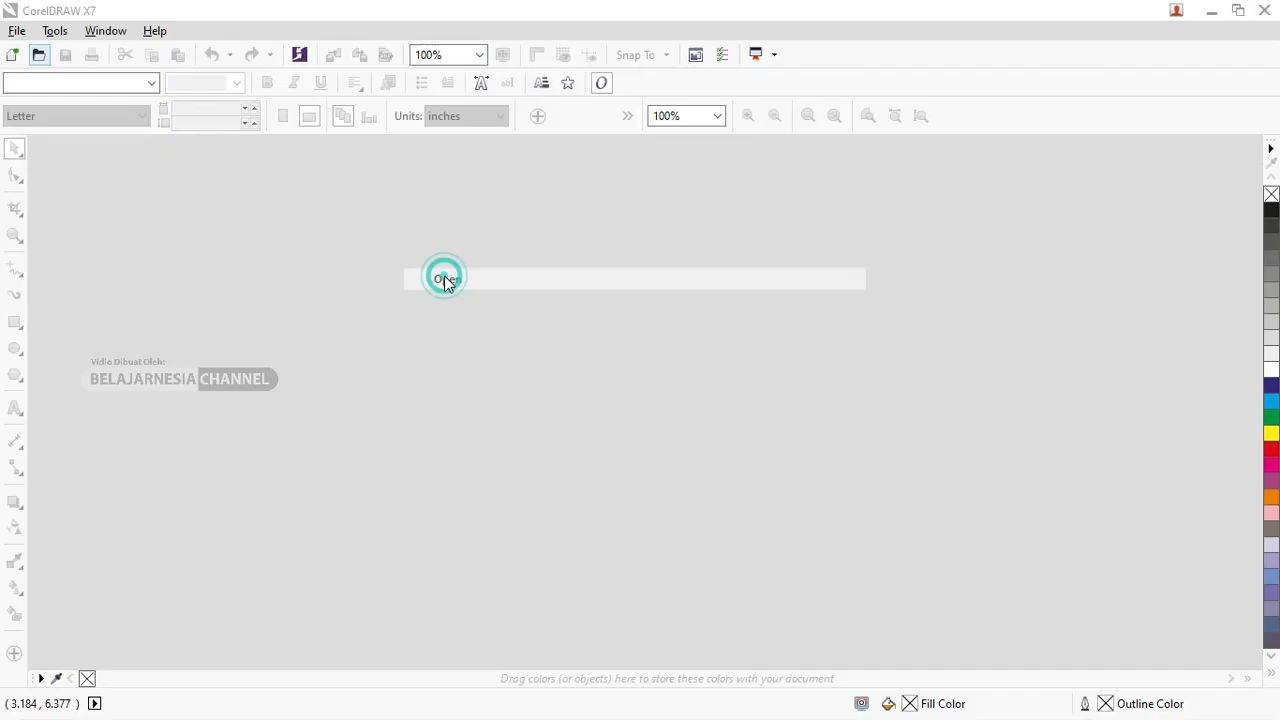 CorelDRAW X7
File Tools Window Help
100% Snap To
Letter Units: inches 100%
Open
Vidio Dibuat Oleh:
BELAJARNESIA CHANNEL
Drag colors (or objects) here to store these colors with your document
( 3.184 , 6.377 ) Fill Color Outline Color